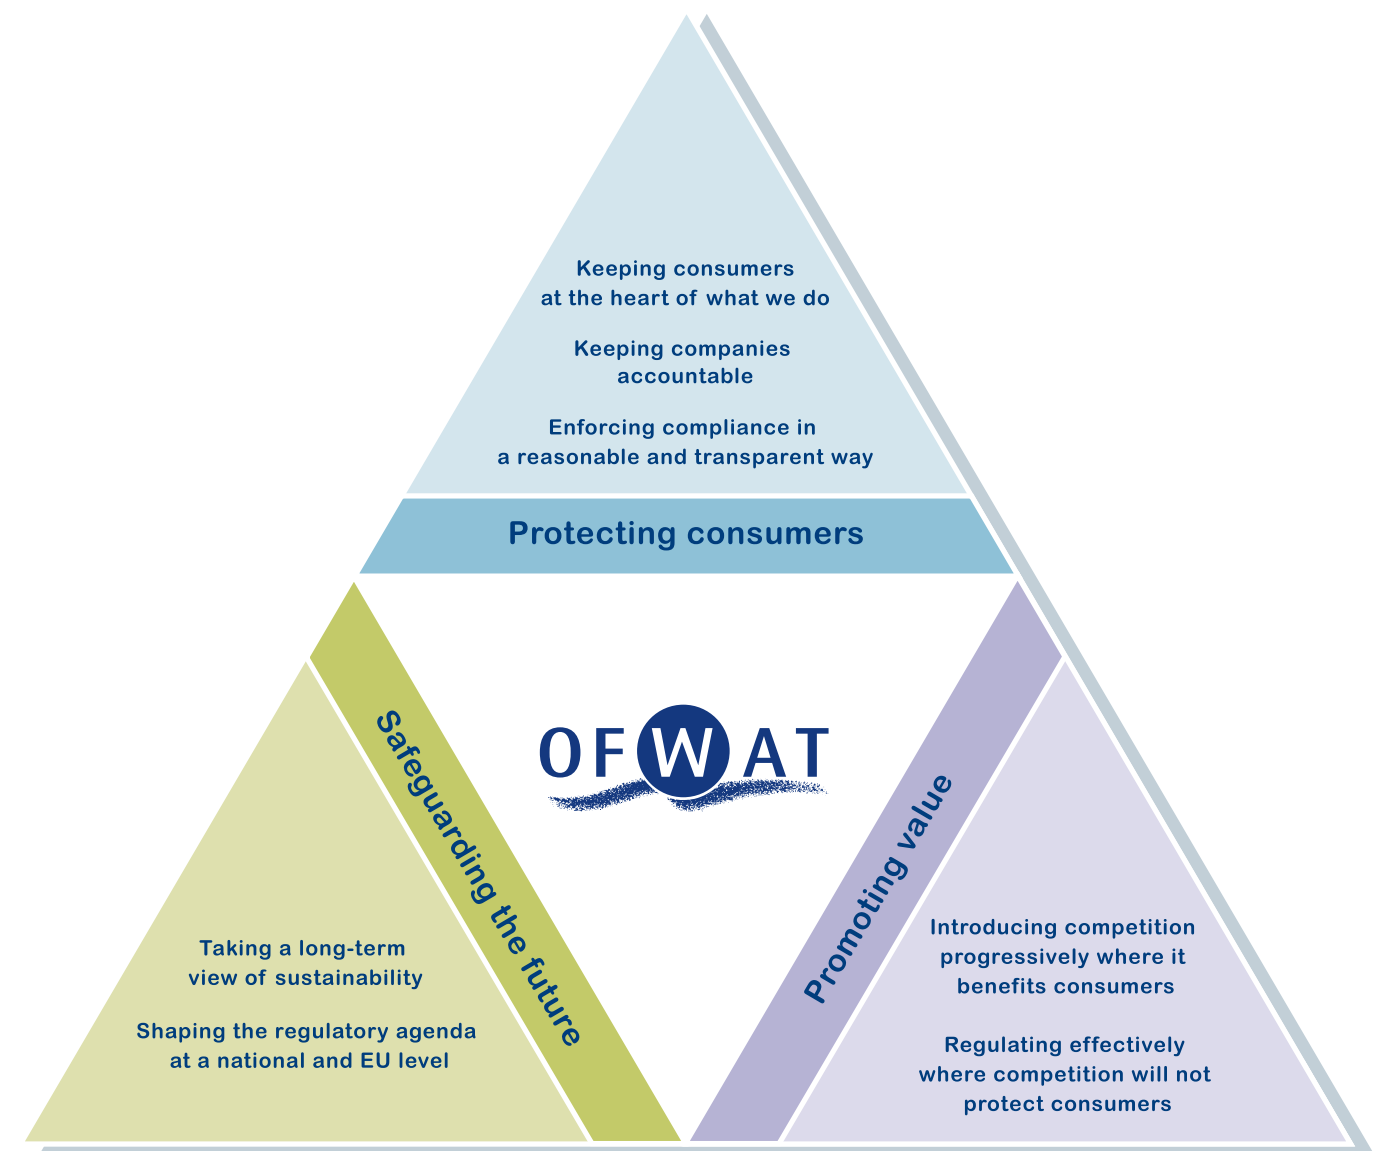 Keeping consumers
at the heart of what we do
Keeping companies
accountable
Enforcing compliance in
a reasonable and transparent way
Protecting consumers
OFWAT
Safeguarding the future
Taking a long-term
view of sustainability
Shaping the regulatory agenda
at a national and EU level
Promoting value
Introducing competition
progressively where it
benefits consumers
Regulating effectively
where competition will not
protect consumers